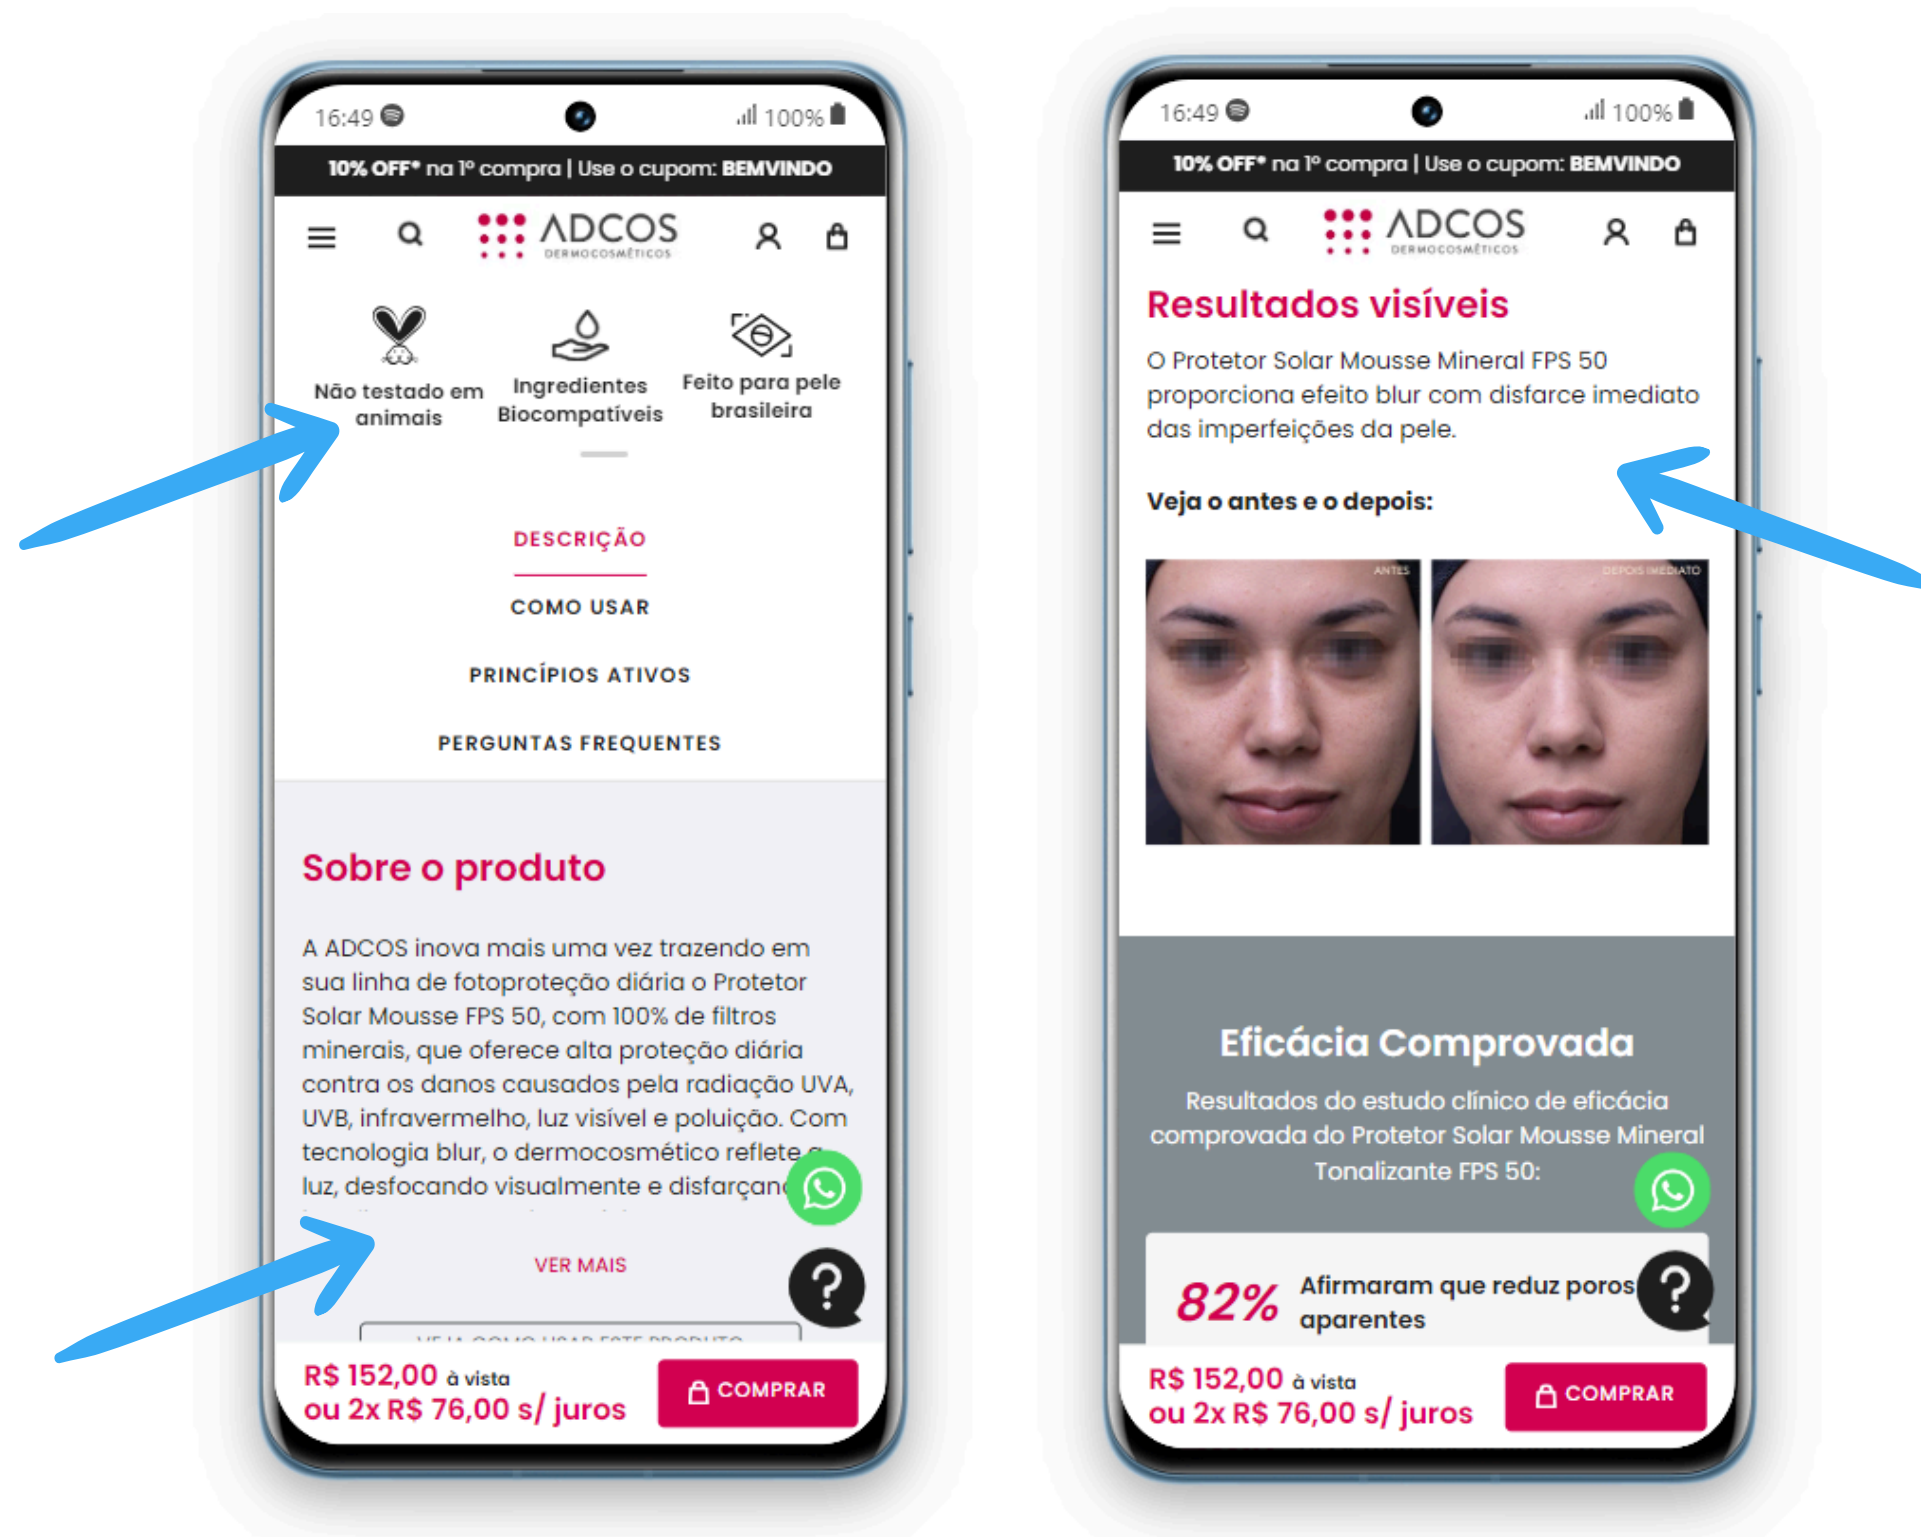 16:49
100%
10% OFF* na 1º compra | Use o cupom: BEMVINDO
ADCOS
DERMOCOSMÉTICOS
Não testado em
animais
Ingredientes
Biocompatíveis
Feito para pele
brasileira
DESCRIÇÃO
COMO USAR
PRINCÍPIOS ATIVOS
PERGUNTAS FREQUENTES
Sobre o produto
A ADCOS inova mais uma vez trazendo em
sua linha de fotoproteção diária o Protetor
Solar Mousse FPS 50, com 100% de filtros
minerais, que oferece alta proteção diária
contra os danos causados pela radiação UVA,
UVB, infravermelho, luz visível e poluição. Com
tecnologia blur, o dermocosmético reflete a
luz, desfocando visualmente e
VER MAIS
VEJA COMO USAR ESTE PRODUTO
R$ 152,00 à vista
ou 2x R$ 76,00 s/ juros
COMPRAR
16:49
100%
10% OFF* na 1º compra | Use o cupom: BEMVINDO
ADCOS
DERMOCOSMÉTICOS
Resultados visíveis
O Protetor Solar Mousse Mineral FPS 50
proporciona efeito blur com disfarce imediato
das imperfeições da pele.
Veja o antes e o depois:
ANTES
DEPOIS IMEDIATO
Eficácia Comprovada
Resultados do estudo clínico de eficácia
comprovada do Protetor Solar Mousse Mineral
Tonalizante FPS 50:
82%
Afirmaram que reduz poros
aparentes
?
R$ 152,00 à vista
ou 2x R$ 76,00 s/ juros
COMPRAR